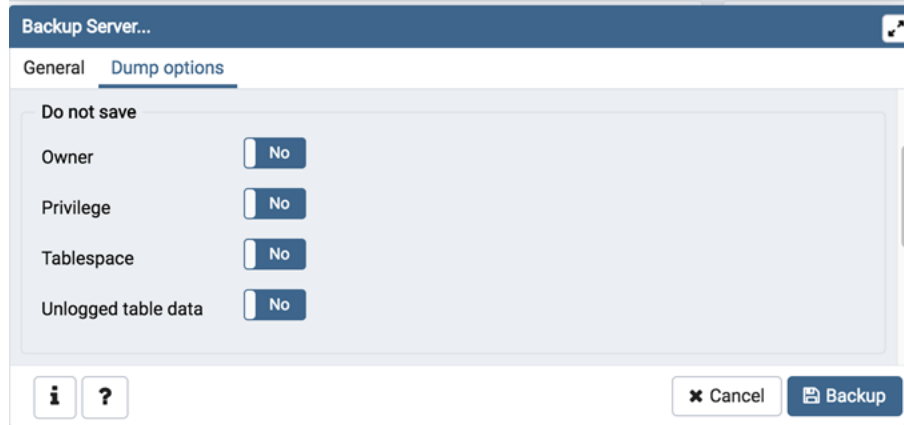 Backup Server...
General Dump options
Do not save
Owner No
Privilege No
Tablespace No
Unlogged table data No
i ? Cancel Backup